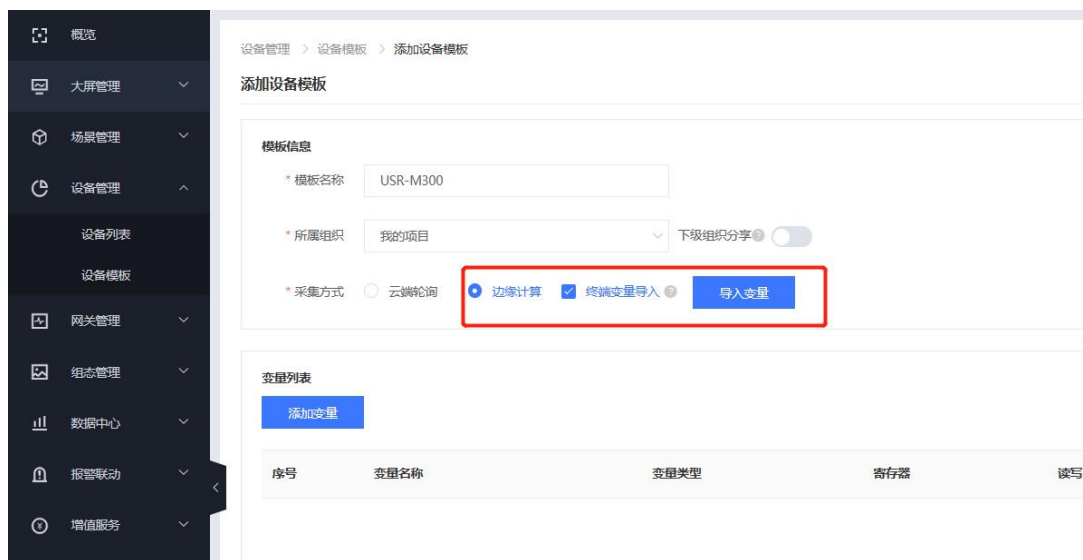 概览
大屏管理
场景管理
设备管理
设备列表
设备模板
网关管理
组态管理
数据中心
报警联动
增值服务
设备管理 > 设备模板 > 添加设备模板
添加设备模板
模板信息
* 模板名称 USR-M300
* 所属组织 我的项目 下级组织分享
* 采集方式 云端轮询 边缘计算 终端变量导入 导入变量
变量列表
添加变量
序号 变量名称 变量类型 寄存器 读写